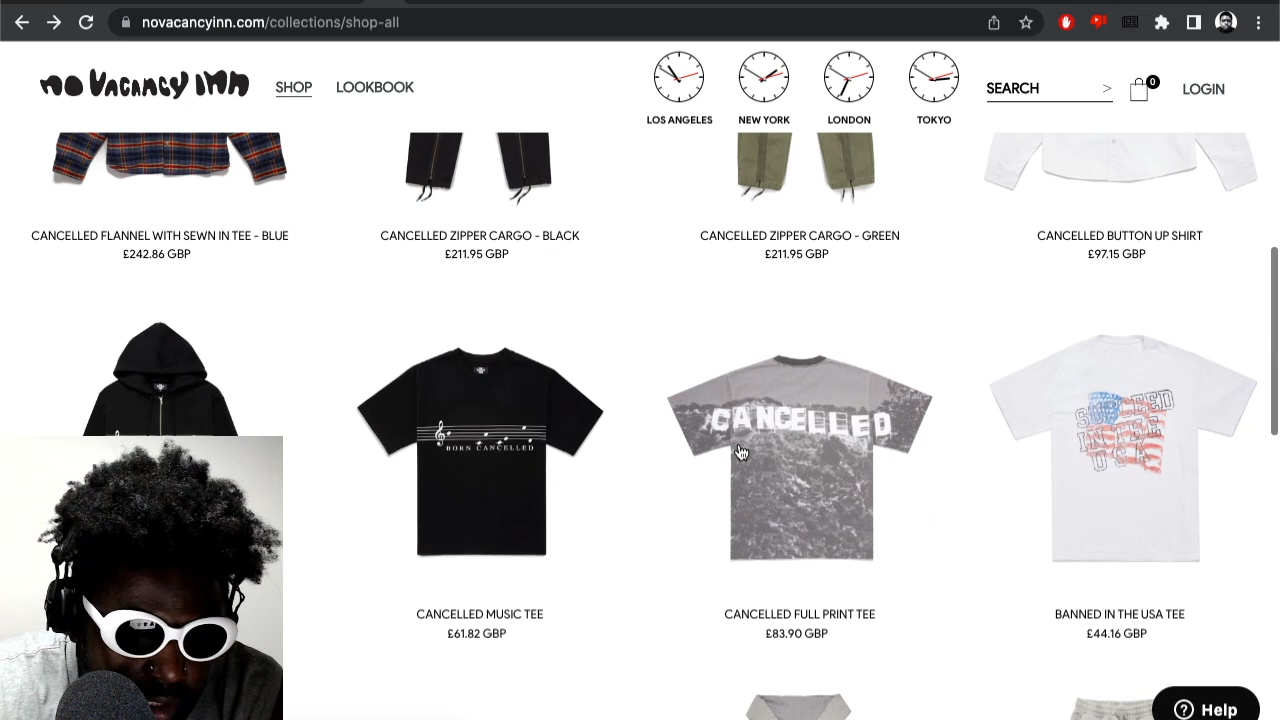 novacancyinn.com/collections/shop-all
NO VACANCY INN
SHOP
LOOKBOOK
LOS ANGELES
NEW YORK
LONDON
TOKYO
SEARCH >
0
LOGIN
CANCELLED FLANNEL WITH SEWN IN TEE - BLUE
£242.86 GBP
CANCELLED ZIPPER CARGO - BLACK
£211.95 GBP
CANCELLED ZIPPER CARGO - GREEN
£211.95 GBP
CANCELLED BUTTON UP SHIRT
£97.15 GBP
BORN CANCELLED
CANCELLED
IN THE
USA
CANCELLED MUSIC TEE
£61.82 GBP
CANCELLED FULL PRINT TEE
£83.90 GBP
BANNED IN THE USA TEE
£44.16 GBP
Help